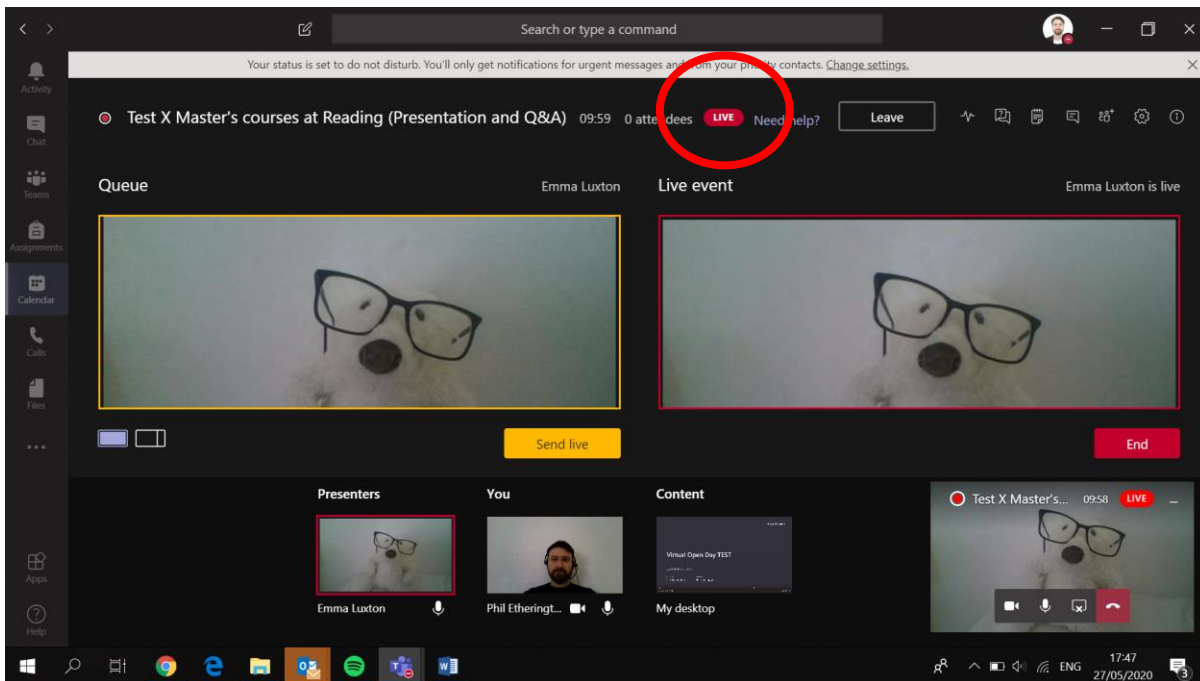 Search or type a command
Your status is set to do not disturb. You'll only get notifications for urgent messages and from your priority contacts. Change settings.
Activity
Chat
Teams
Assignments
Calendar
Calls
Files
Apps
Help
Test X Master's courses at Reading (Presentation and Q&A) 09:59 0 attendees LIVE Need help? Leave
Queue Emma Luxton
Live event Emma Luxton is live
Send live
End
Presenters
You
Content
Test X Master's... 09:58 LIVE
Virtual Open Day TEST
Emma Luxton
Phil Etheringt...
My desktop
ENG
17:47
27/05/2020
3